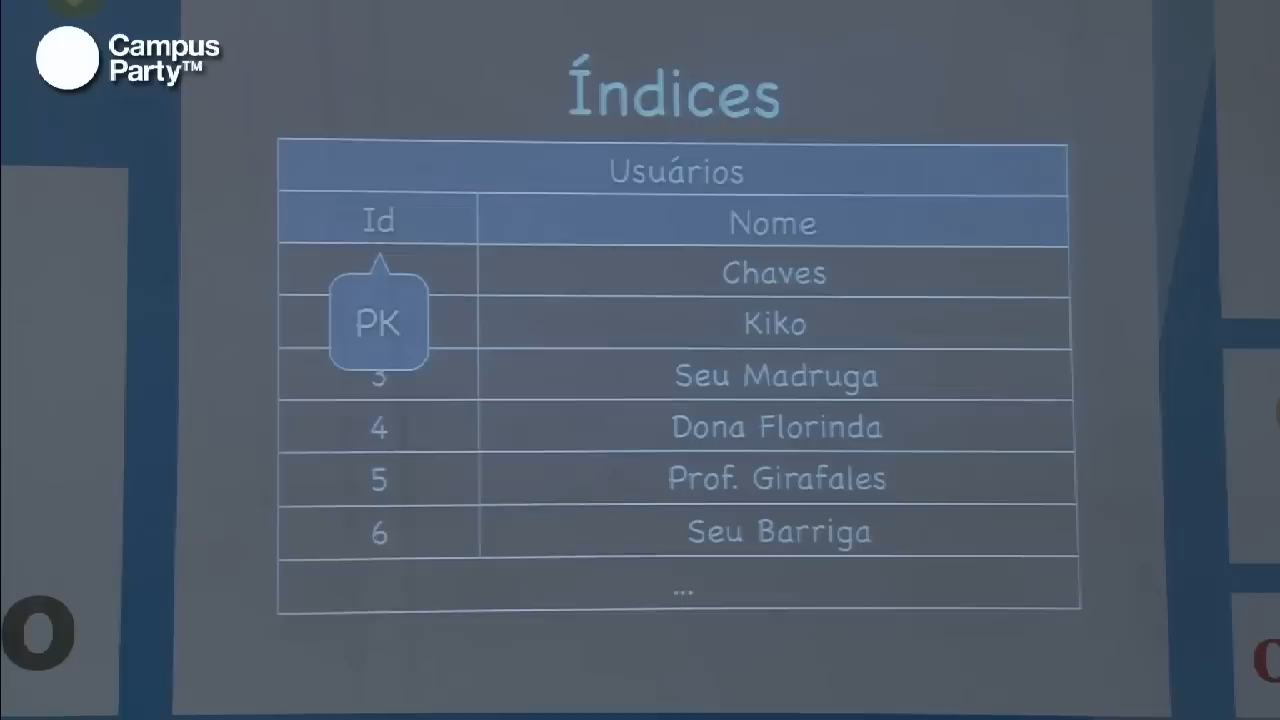 Campus
Party™
Índices
Usuários
Id Nome
Chaves
PK Kiko
3 Seu Madruga
4 Dona Florinda
5 Prof. Girafales
6 Seu Barriga
...
o